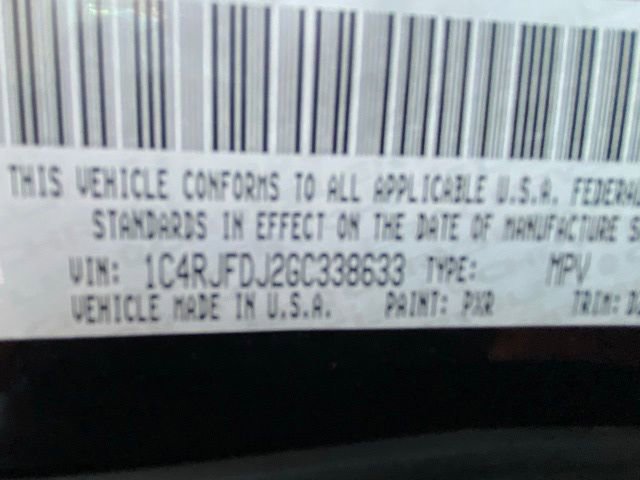 THIS VEHICLE CONFORMS TO ALL APPLICABLE U.S.A. FEDERAL
STANDARDS IN EFFECT ON THE DATE OF MANUFACTURE S
VIN: 1C4RJFDJ2GC338633 TYPE: MPV
VEHICLE MADE IN U.S.A. PAINT: PXR TRIM: